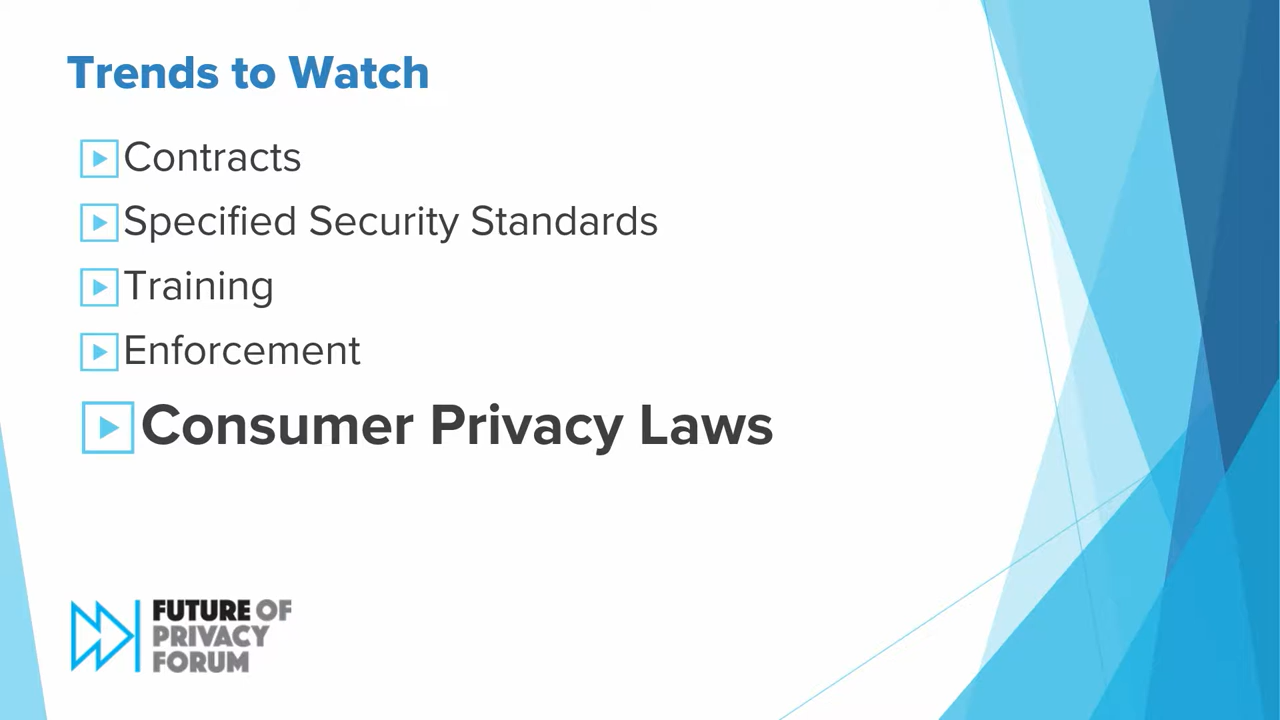 Trends to Watch
Contracts
Specified Security Standards
Training
Enforcement
Consumer Privacy Laws
FUTURE OF
PRIVACY
FORUM